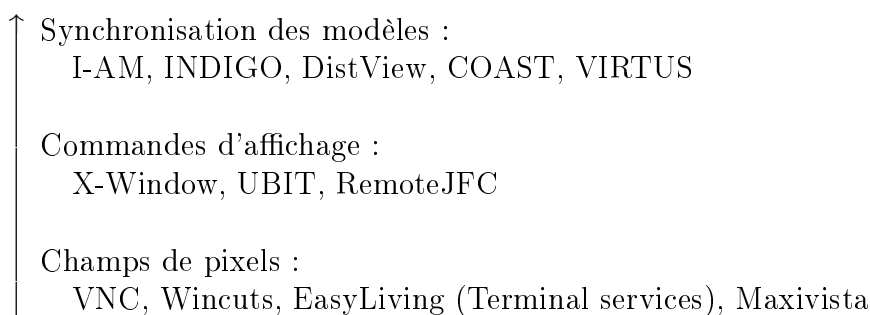 Synchronisation des modèles :
I-AM, INDIGO, DistView, COAST, VIRTUS
Commandes d'affichage :
X-Window, UBIT, RemoteJFC
Champs de pixels :
VNC, Wincuts, EasyLiving (Terminal services), Maxivista